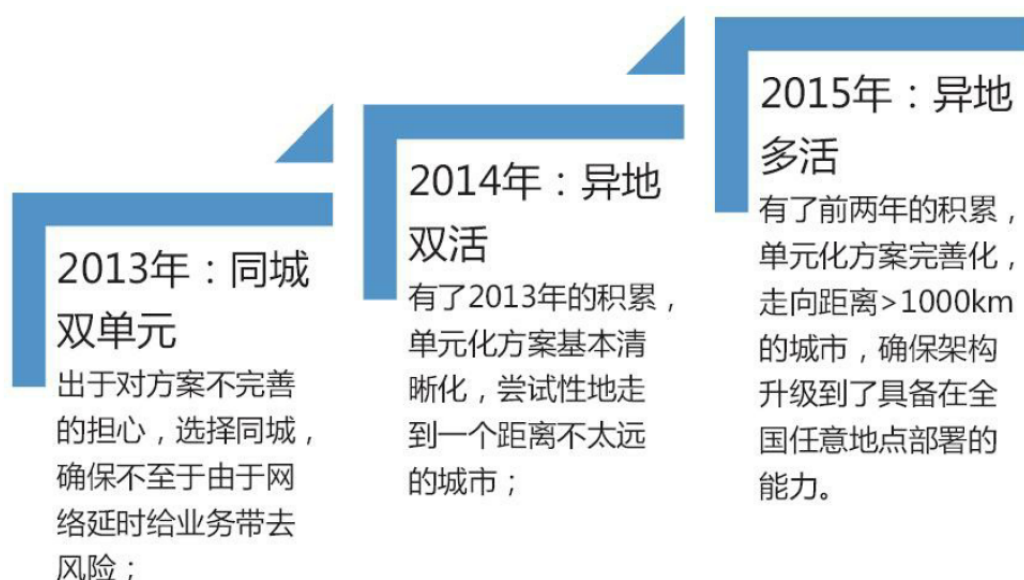 2013年：同城
双单元
出于对方案不完善
的担心，选择同城，
确保不至于由于网
络延时给业务带去
风险；
2014年：异地
双活
有了2013年的积累，
单元化方案基本清
晰化，尝试性地走
到一个距离不太远
的城市；
2015年：异地
多活
有了前两年的积累，
单元化方案完善化，
走向距离>1000km
的城市，确保架构
升级到了具备在全
国任意地点部署的
能力。